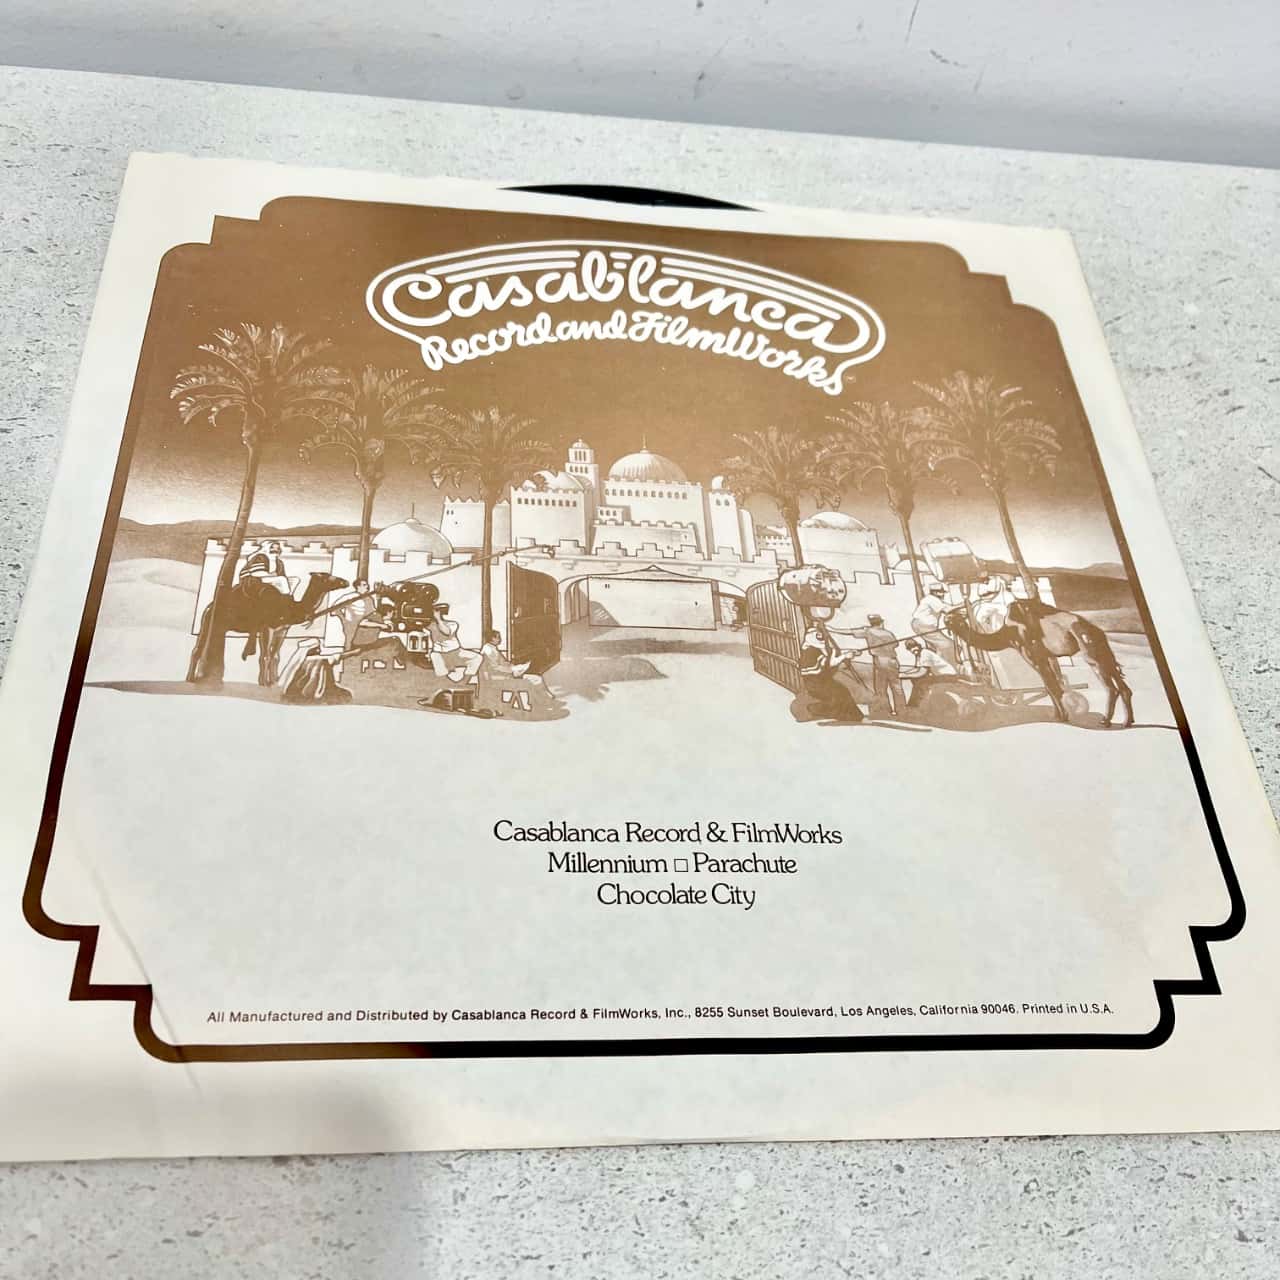 Casablanca
Record and FilmWorks
Casablanca Record & FilmWorks
Millennium □ Parachute
Chocolate City
All Manufactured and Distributed by Casablanca Record & FilmWorks, Inc., 8255 Sunset Boulevard, Los Angeles, California 90046. Printed in U.S.A.